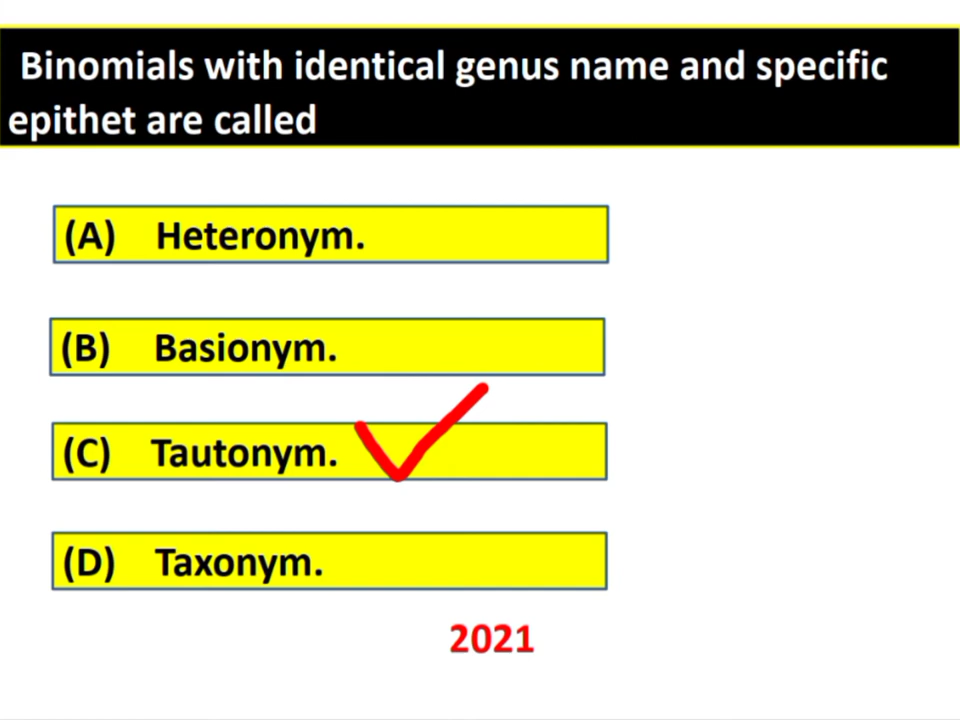 Binomials with identical genus name and specific
epithet are called
(A) Heteronym.
(B) Basionym.
(C) Tautonym.
(D) Taxonym.
2021